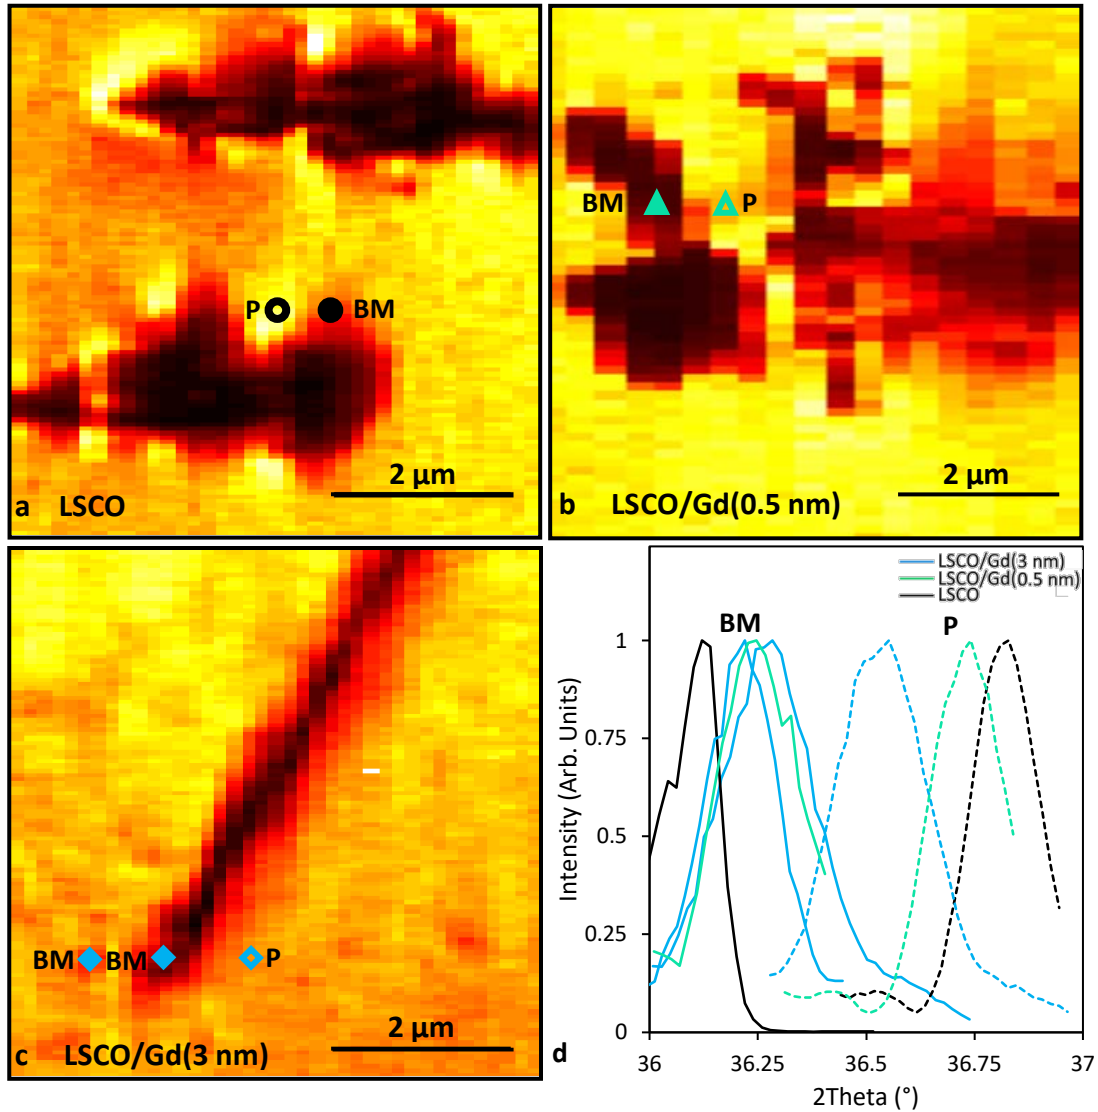 P BM
2 μm
a LSCO
BM P
2 μm
b LSCO/Gd(0.5 nm)
BM BM P
2 μm
c LSCO/Gd(3 nm)
LSCO/Gd(3 nm)
LSCO/Gd(0.5 nm)
LSCO
BM P
1
0.75
0.5
0.25
0
Intensity (Arb. Units)
d
36 36.25 36.5 36.75 37
2Theta (°)